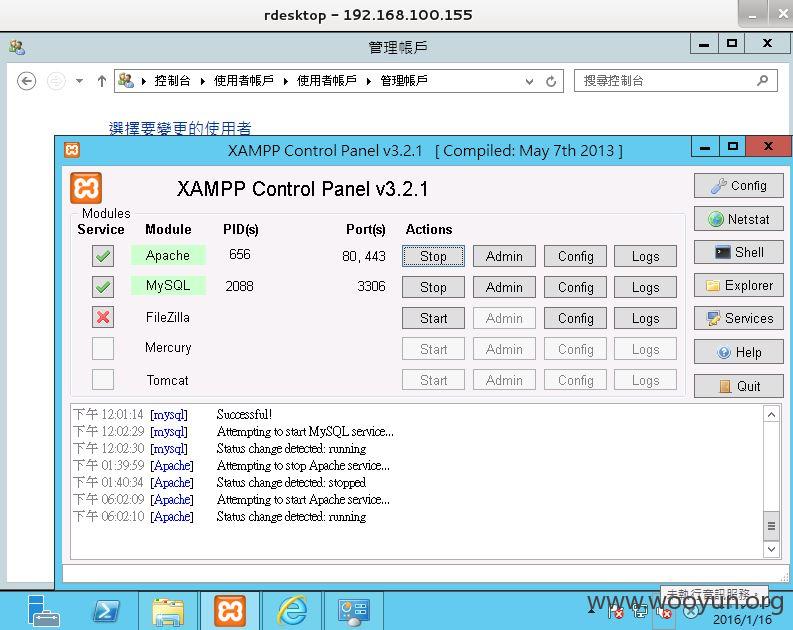 rdesktop - 192.168.100.155
管理帳戶
控制台 使用者帳戶 使用者帳戶 管理帳戶
搜尋控制台
選擇要變更的使用者
XAMPP Control Panel v3.2.1 [ Compiled: May 7th 2013 ]
XAMPP Control Panel v3.2.1
Config
Modules
Service Module PID(s) Port(s) Actions
Netstat
Apache 656 80, 443 Stop Admin Config Logs
Shell
MySQL 2088 3306 Stop Admin Config Logs
Explorer
FileZilla Start Admin Config Logs
Services
Mercury Start Admin Config Logs
Help
Tomcat Start Admin Config Logs
Quit
下午 12:01:14 [mysql] Successful!
下午 12:02:29 [mysql] Attempting to start MySQL service...
下午 12:02:30 [mysql] Status change detected: running
下午 01:39:59 [Apache] Attempting to stop Apache service...
下午 01:40:34 [Apache] Status change detected: stopped
下午 06:02:09 [Apache] Attempting to start Apache service...
下午 06:02:10 [Apache] Status change detected: running
未執行音訊服務。
www.wooyun.org
2016/1/16